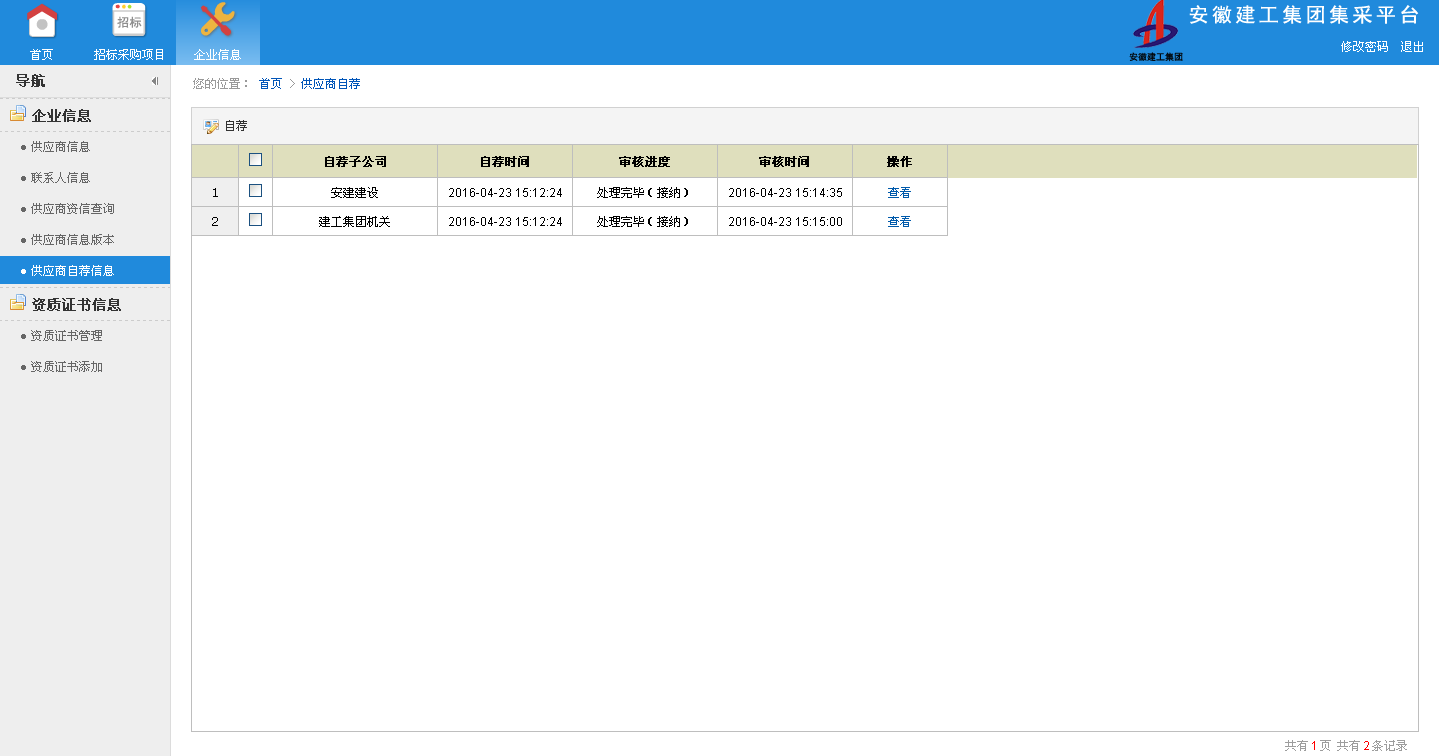 招标
首页
招标采购项目
企业信息
安徽建工集团
安徽建工集团集采平台
修改密码 退出
导航
企业信息
供应商信息
联系人信息
供应商资信查询
供应商信息版本
供应商自荐信息
资质证书信息
资质证书管理
资质证书添加
您的位置： 首页 > 供应商自荐
自荐
自荐子公司 自荐时间 审核进度 审核时间 操作
1 安建建设 2016-04-23 15:12:24 处理完毕（接纳） 2016-04-23 15:14:35 查看
2 建工集团机关 2016-04-23 15:12:24 处理完毕（接纳） 2016-04-23 15:15:00 查看
共有1页 共有2条记录